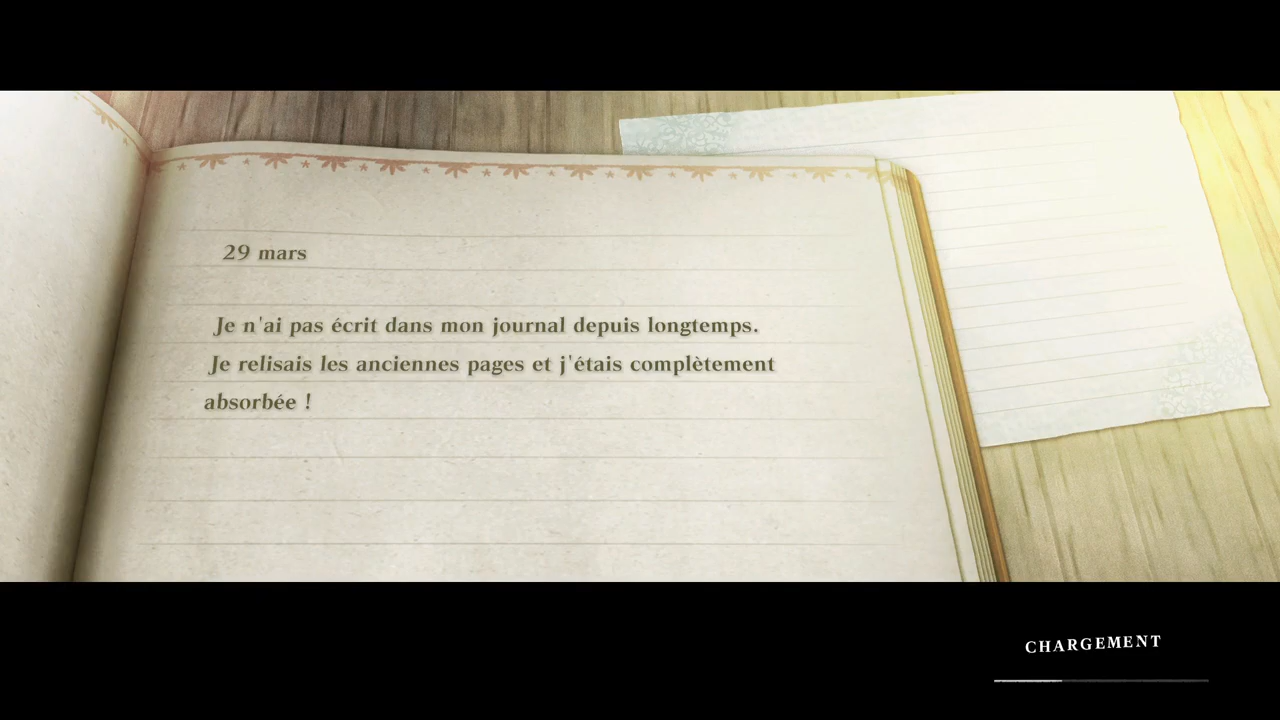 29 mars
Je n'ai pas écrit dans mon journal depuis longtemps.
Je relisais les anciennes pages et j'étais complètement
absorbée !
CHARGEMENT